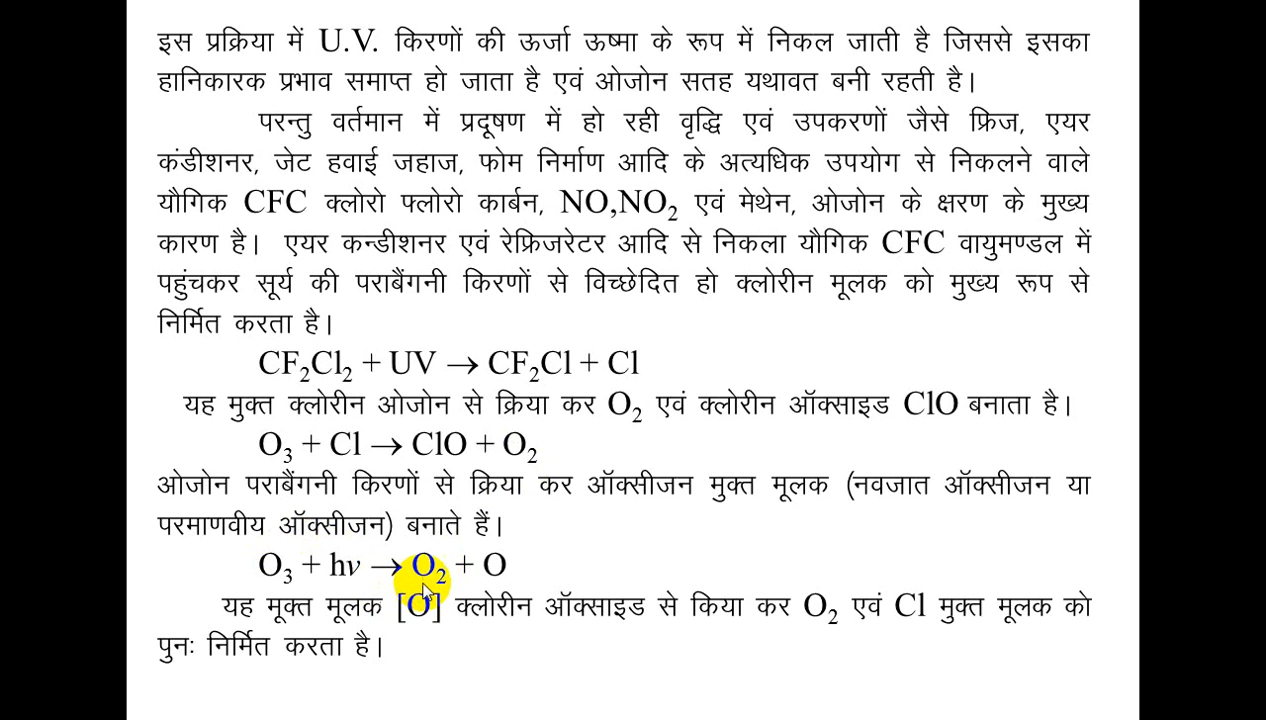 इस प्रक्रिया में U.V. किरणों की ऊर्जा ऊष्मा के रूप में निकल जाती है जिससे इसका
हानिकारक प्रभाव समाप्त हो जाता है एवं ओजोन सतह यथावत बनी रहती है।
परन्तु वर्तमान में प्रदूषण में हो रही वृद्धि एवं उपकरणों जैसे फ्रिज, एयर
कंडीशनर, जेट हवाई जहाज, फोम निर्माण आदि के अत्यधिक उपयोग से निकलने वाले
यौगिक CFC क्लोरो फ्लोरो कार्बन, NO,NO₂ एवं मेथेन, ओजोन के क्षरण के मुख्य
कारण है। एयर कन्डीशनर एवं रेफ्रिजरेटर आदि से निकला यौगिक CFC वायुमण्डल में
पहुंचकर सूर्य की पराबैंगनी किरणों से विच्छेदित हो क्लोरीन मूलक को मुख्य रूप से
निर्मित करता है।
CF₂Cl₂ + UV → CF₂Cl + Cl
यह मुक्त क्लोरीन ओजोन से क्रिया कर O₂ एवं क्लोरीन ऑक्साइड ClO बनाता है।
O₃ + Cl → ClO + O₂
ओजोन पराबैंगनी किरणों से क्रिया कर ऑक्सीजन मुक्त मूलक (नवजात ऑक्सीजन या
परमाणवीय ऑक्सीजन) बनाते हैं।
O₃ + hν → O₂ + O
यह मूक्त मूलक [O] क्लोरीन ऑक्साइड से किया कर O₂ एवं Cl मुक्त मूलक को
पुनः निर्मित करता है।